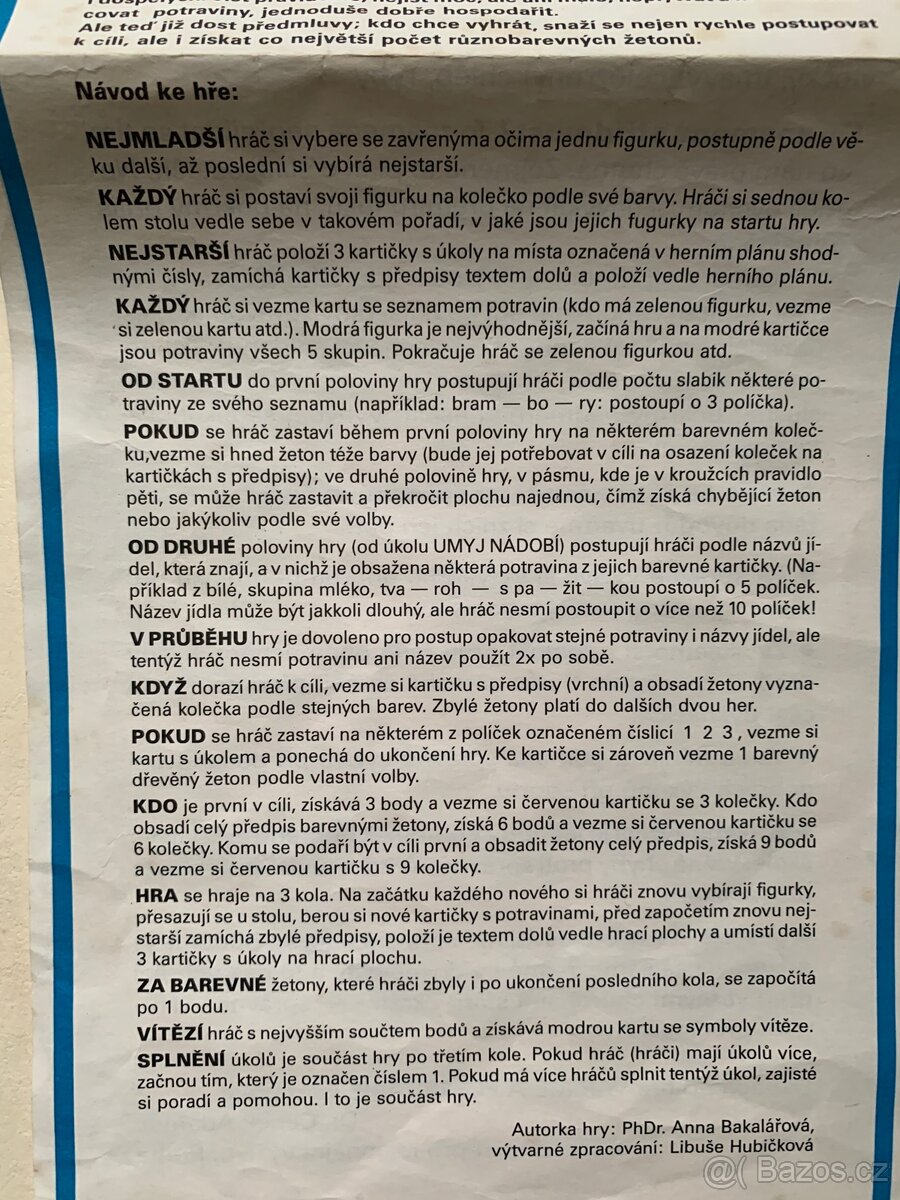 covat potraviny, jednoduše dobře hospodařit.
Ale teď již dost předmluvy; kdo chce vyhrát, snaží se nejen rychle postupovat
k cíli, ale i získat co největší počet různobarevných žetonů.
Návod ke hře:
NEJMLADŠÍ hráč si vybere se zavřenýma očima jednu figurku, postupně podle vě-
ku další, až poslední si vybírá nejstarší.
KAŽDÝ hráč si postaví svoji figurku na kolečko podle své barvy. Hráči si sednou ko-
lem stolu vedle sebe v takovém pořadí, v jaké jsou jejich fugurky na startu hry.
NEJSTARŠÍ hráč položí 3 kartičky s úkoly na místa označená v herním plánu shod-
nými čísly, zamíchá kartičky s předpisy textem dolů a položí vedle herního plánu.
KAŽDÝ hráč si vezme kartu se seznamem potravin (kdo má zelenou figurku, vezme
si zelenou kartu atd.). Modrá figurka je nejvýhodnější, začíná hru a na modré kartičce
jsou potraviny všech 5 skupin. Pokračuje hráč se zelenou figurkou atd.
OD STARTU do první poloviny hry postupují hráči podle počtu slabik některé po-
traviny ze svého seznamu (například: bram — bo — ry: postoupí o 3 políčka).
POKUD se hráč zastaví během první poloviny hry na některém barevném koleč-
ku,vezme si hned žeton téže barvy (bude jej potřebovat v cíli na osazení koleček na
kartičkách s předpisy); ve druhé polovině hry, v pásmu, kde je v kroužcích pravidlo
pěti, se může hráč zastavit a překročit plochu najednou, čímž získá chybějící žeton
nebo jakýkoliv podle své volby.
OD DRUHÉ poloviny hry (od úkolu UMYJ NÁDOBÍ) postupují hráči podle názvů jí-
del, která znají, a v nichž je obsažena některá potravina z jejich barevné kartičky. (Na-
příklad z bílé, skupina mléko, tva — roh — s pa — žit — kou postoupí o 5 políček.
Název jídla může být jakkoli dlouhý, ale hráč nesmí postoupit o více než 10 políček!
V PRŮBĚHU hry je dovoleno pro postup opakovat stejné potraviny i názvy jídel, ale
tentýž hráč nesmí potravinu ani název použít 2x po sobě.
KDYŽ dorazí hráč k cíli, vezme si kartičku s předpisy (vrchní) a obsadí žetony vyzna-
čená kolečka podle stejných barev. Zbylé žetony platí do dalších dvou her.
POKUD se hráč zastaví na některém z políček označeném číslicí 1 2 3 , vezme si
kartu s úkolem a ponechá do ukončení hry. Ke kartičce si zároveň vezme 1 barevný
dřevěný žeton podle vlastní volby.
KDO je první v cíli, získává 3 body a vezme si červenou kartičku se 3 kolečky. Kdo
obsadí celý předpis barevnými žetony, získá 6 bodů a vezme si červenou kartičku se
6 kolečky. Komu se podaří být v cíli první a obsadit žetony celý předpis, získá 9 bodů
a vezme si červenou kartičku s 9 kolečky.
HRA se hraje na 3 kola. Na začátku každého nového si hráči znovu vybírají figurky,
přesazují se u stolu, berou si nové kartičky s potravinami, před započetím znovu nej-
starší zamíchá zbylé předpisy, položí je textem dolů vedle hrací plochy a umístí další
3 kartičky s úkoly na hrací plochu.
ZA BAREVNÉ žetony, které hráči zbyly i po ukončení posledního kola, se započítá
po 1 bodu.
VÍTĚZÍ hráč s nejvyšším součtem bodů a získává modrou kartu se symboly vítěze.
SPLNĚNÍ úkolů je součást hry po třetím kole. Pokud hráč (hráči) mají úkolů více,
začnou tím, který je označen číslem 1. Pokud má více hráčů splnit tentýž úkol, zajisté
si poradí a pomohou. I to je součást hry.
Autorka hry: PhDr. Anna Bakalářová,
výtvarné zpracování: Libuše Hubičková
@ Bazos.cz